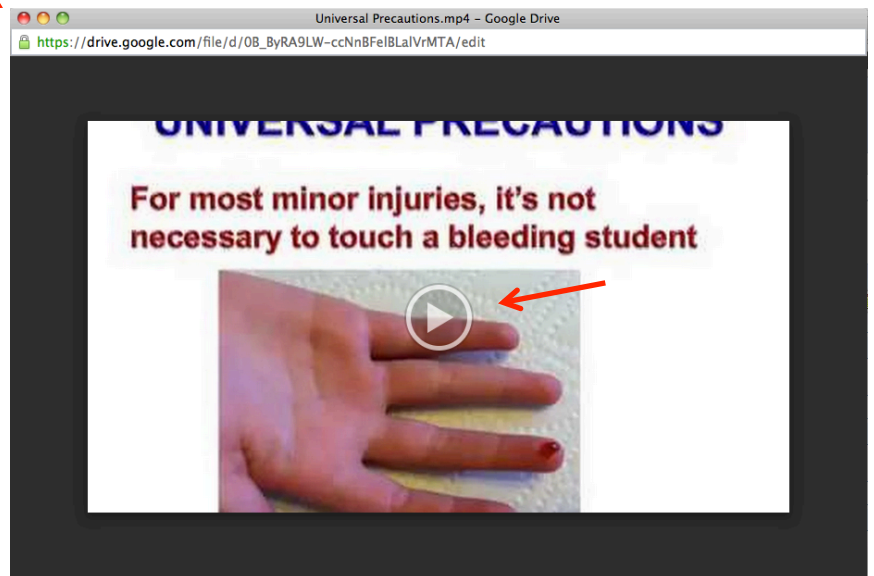 Universal Precautions.mp4 – Google Drive
https://drive.google.com/file/d/0B_ByRA9LW-ccNnBFelBLalVrMTA/edit
UNIVERSAL PRECAUTIONS
For most minor injuries, it's not
necessary to touch a bleeding student